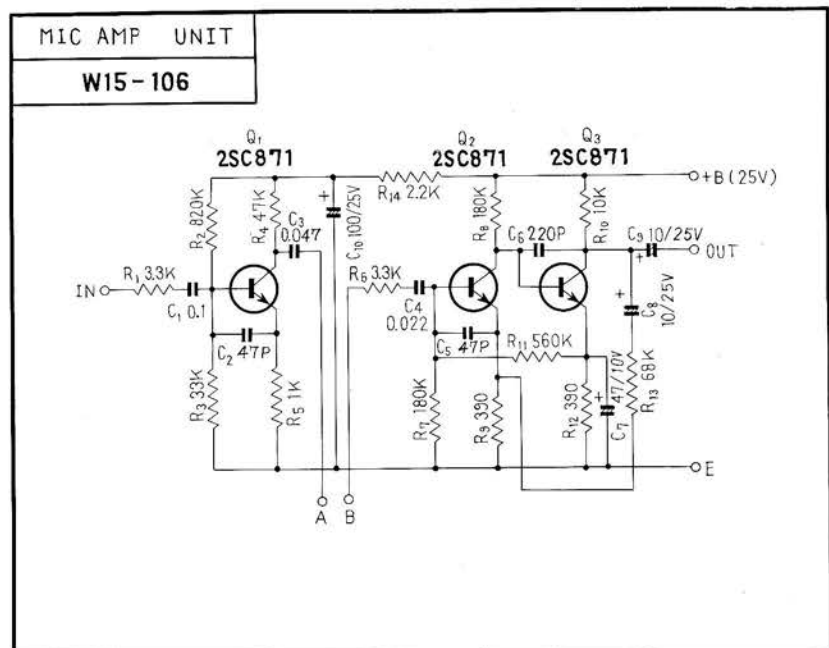 MIC AMP UNIT
W15-106
Q1
2SC871
Q2
2SC871
Q3
2SC871
R2 820K
R4 47K
C3
0.047
C10 100/25V
+
R14 2.2K
R8 180K
C6 220P
R10 10K
C9 10/25V
+
+B (25V)
OUT
IN
R1 3.3K
C1 0.1
R6 3.3K
C4
0.022
C8
10/25V
+
C2 47P
C5 47P
R11 560K
R3 33K
R5 1K
R7 180K
R9 390
R12 390
+
C7
47/10V
R13 68K
E
A
B